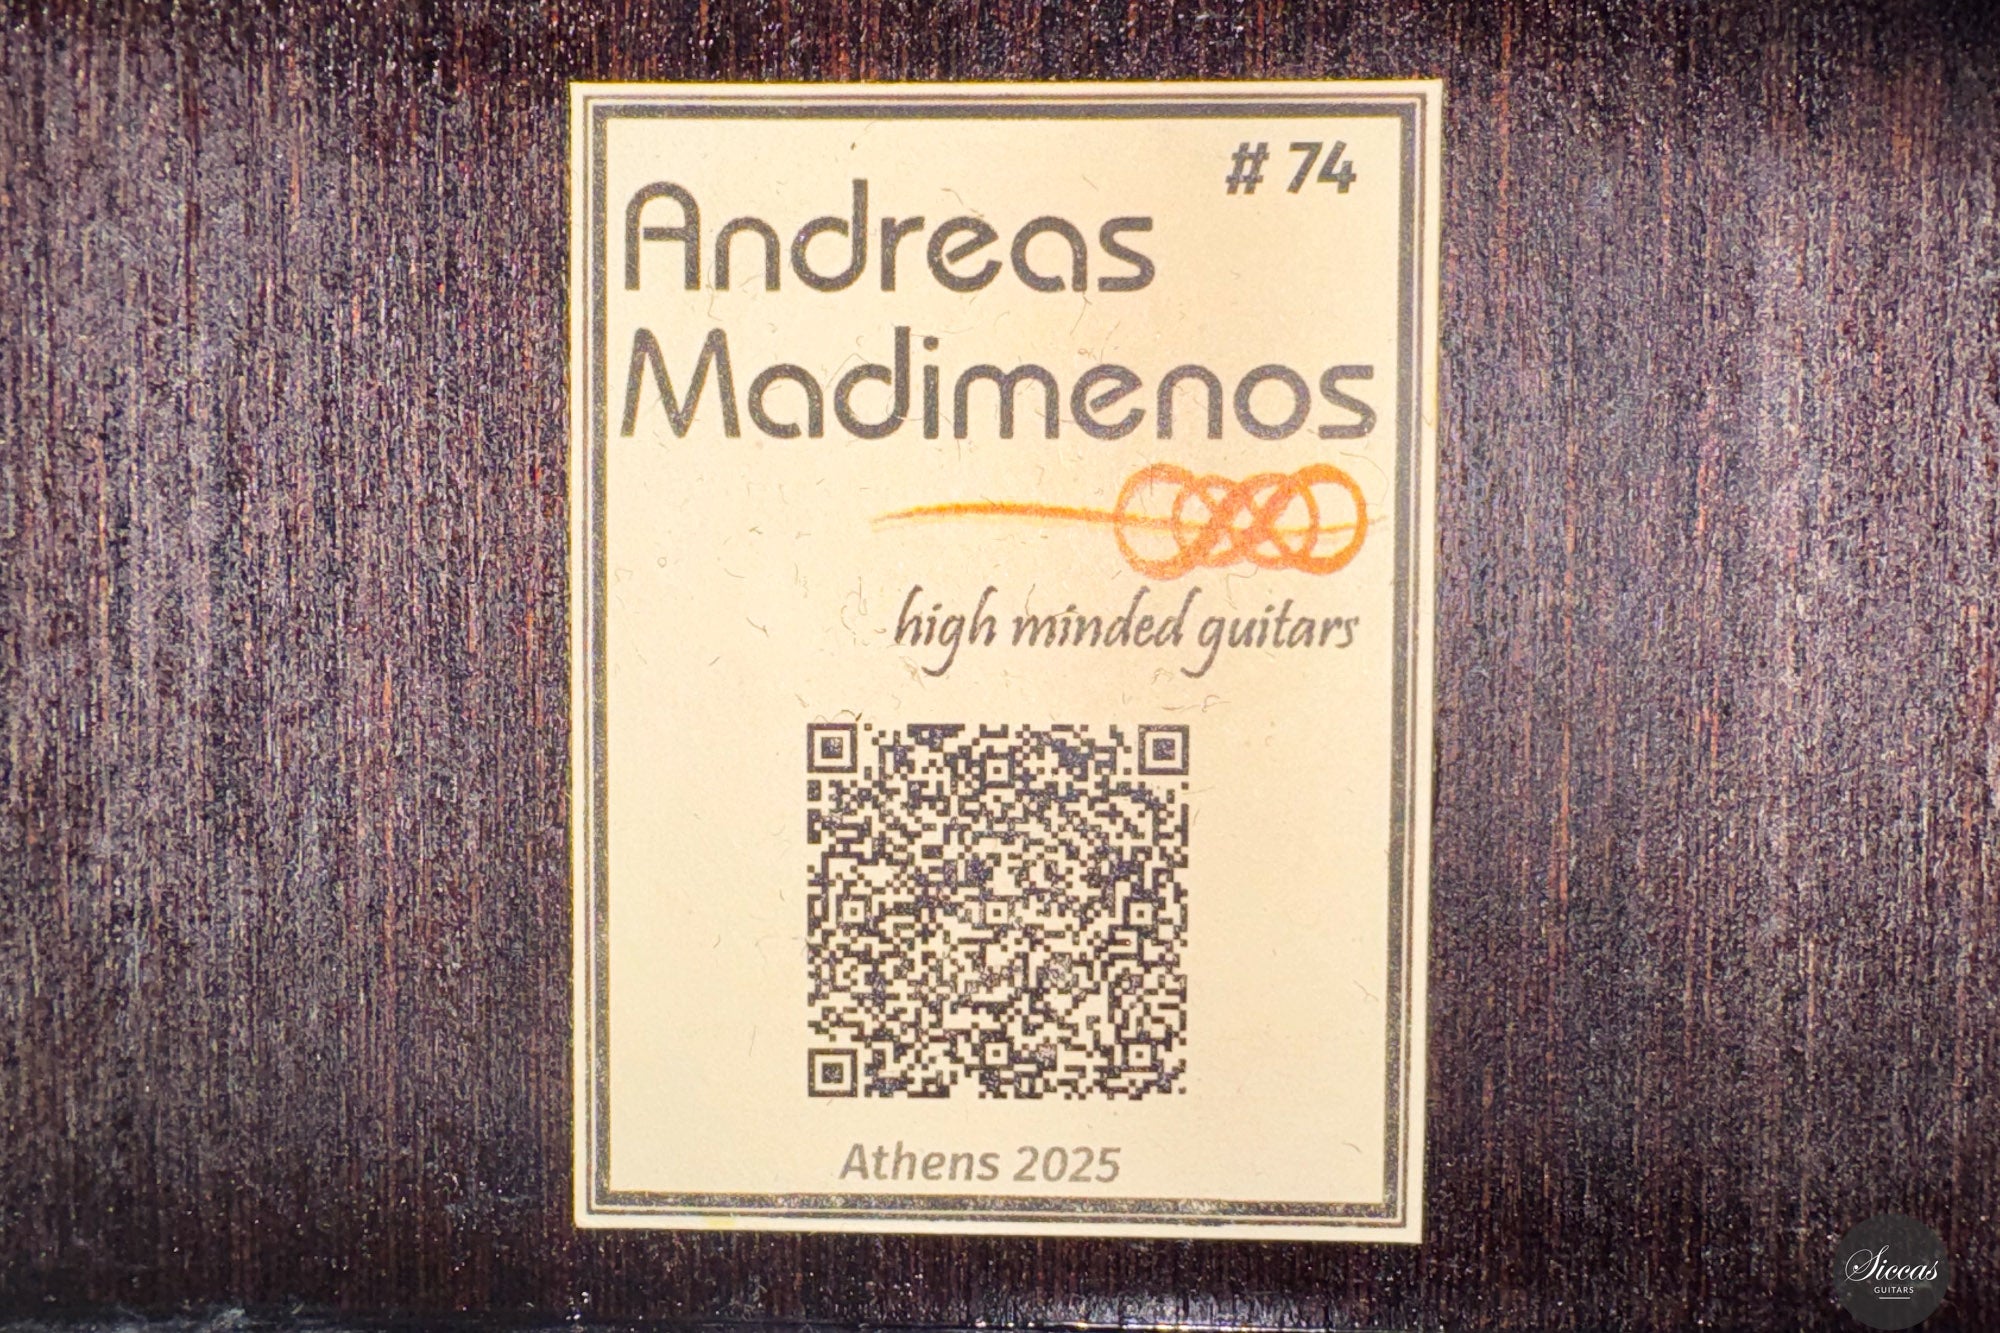 # 74
Andreas
Madimenos
high minded guitars
Athens 2025
Siccas
GUITARS